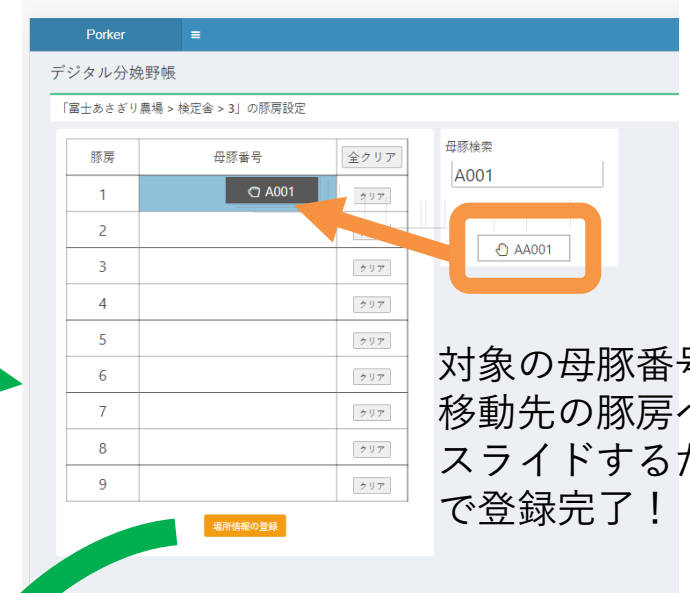 Porker ≡
デジタル分娩野帳
「富士あさぎり農場 > 検定舎 > 3」の豚房設定
豚房 母豚番号 全クリア
母豚検索
A001
1 A001 クリア
2
AA001
3 クリア
4 クリア
5 クリア
6 クリア
7 クリア
8 クリア
9 クリア
場所情報の登録
対象の母豚番号
移動先の豚房へ
スライドするだ
で登録完了！